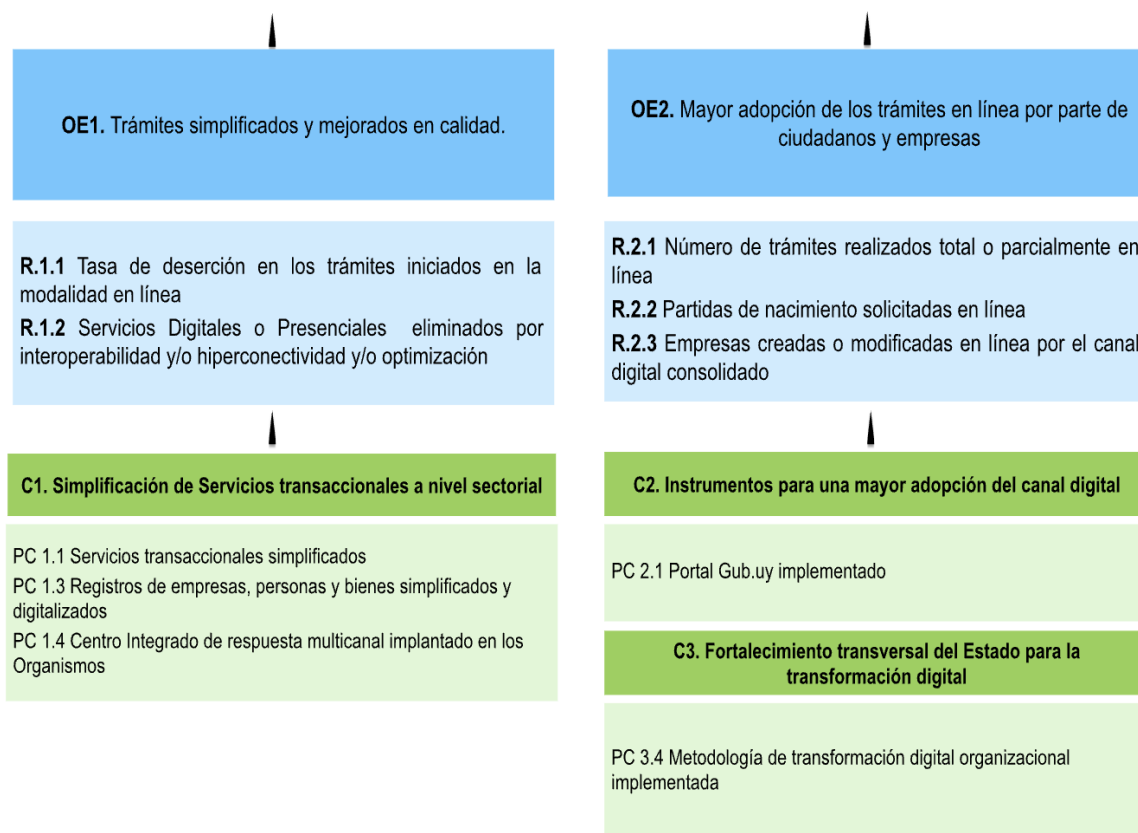 OE1. Trámites simplificados y mejorados en calidad.
R.1.1 Tasa de deserción en los trámites iniciados en la
modalidad en línea
R.1.2 Servicios Digitales o Presenciales eliminados por
interoperabilidad y/o hiperconectividad y/o optimización
C1. Simplificación de Servicios transaccionales a nivel sectorial
PC 1.1 Servicios transaccionales simplificados
PC 1.3 Registros de empresas, personas y bienes simplificados y
digitalizados
PC 1.4 Centro Integrado de respuesta multicanal implantado en los
Organismos
OE2. Mayor adopción de los trámites en línea por parte de
ciudadanos y empresas
R.2.1 Número de trámites realizados total o parcialmente en
línea
R.2.2 Partidas de nacimiento solicitadas en línea
R.2.3 Empresas creadas o modificadas en línea por el canal
digital consolidado
C2. Instrumentos para una mayor adopción del canal digital
PC 2.1 Portal Gub.uy implementado
C3. Fortalecimiento transversal del Estado para la
transformación digital
PC 3.4 Metodología de transformación digital organizacional
implementada